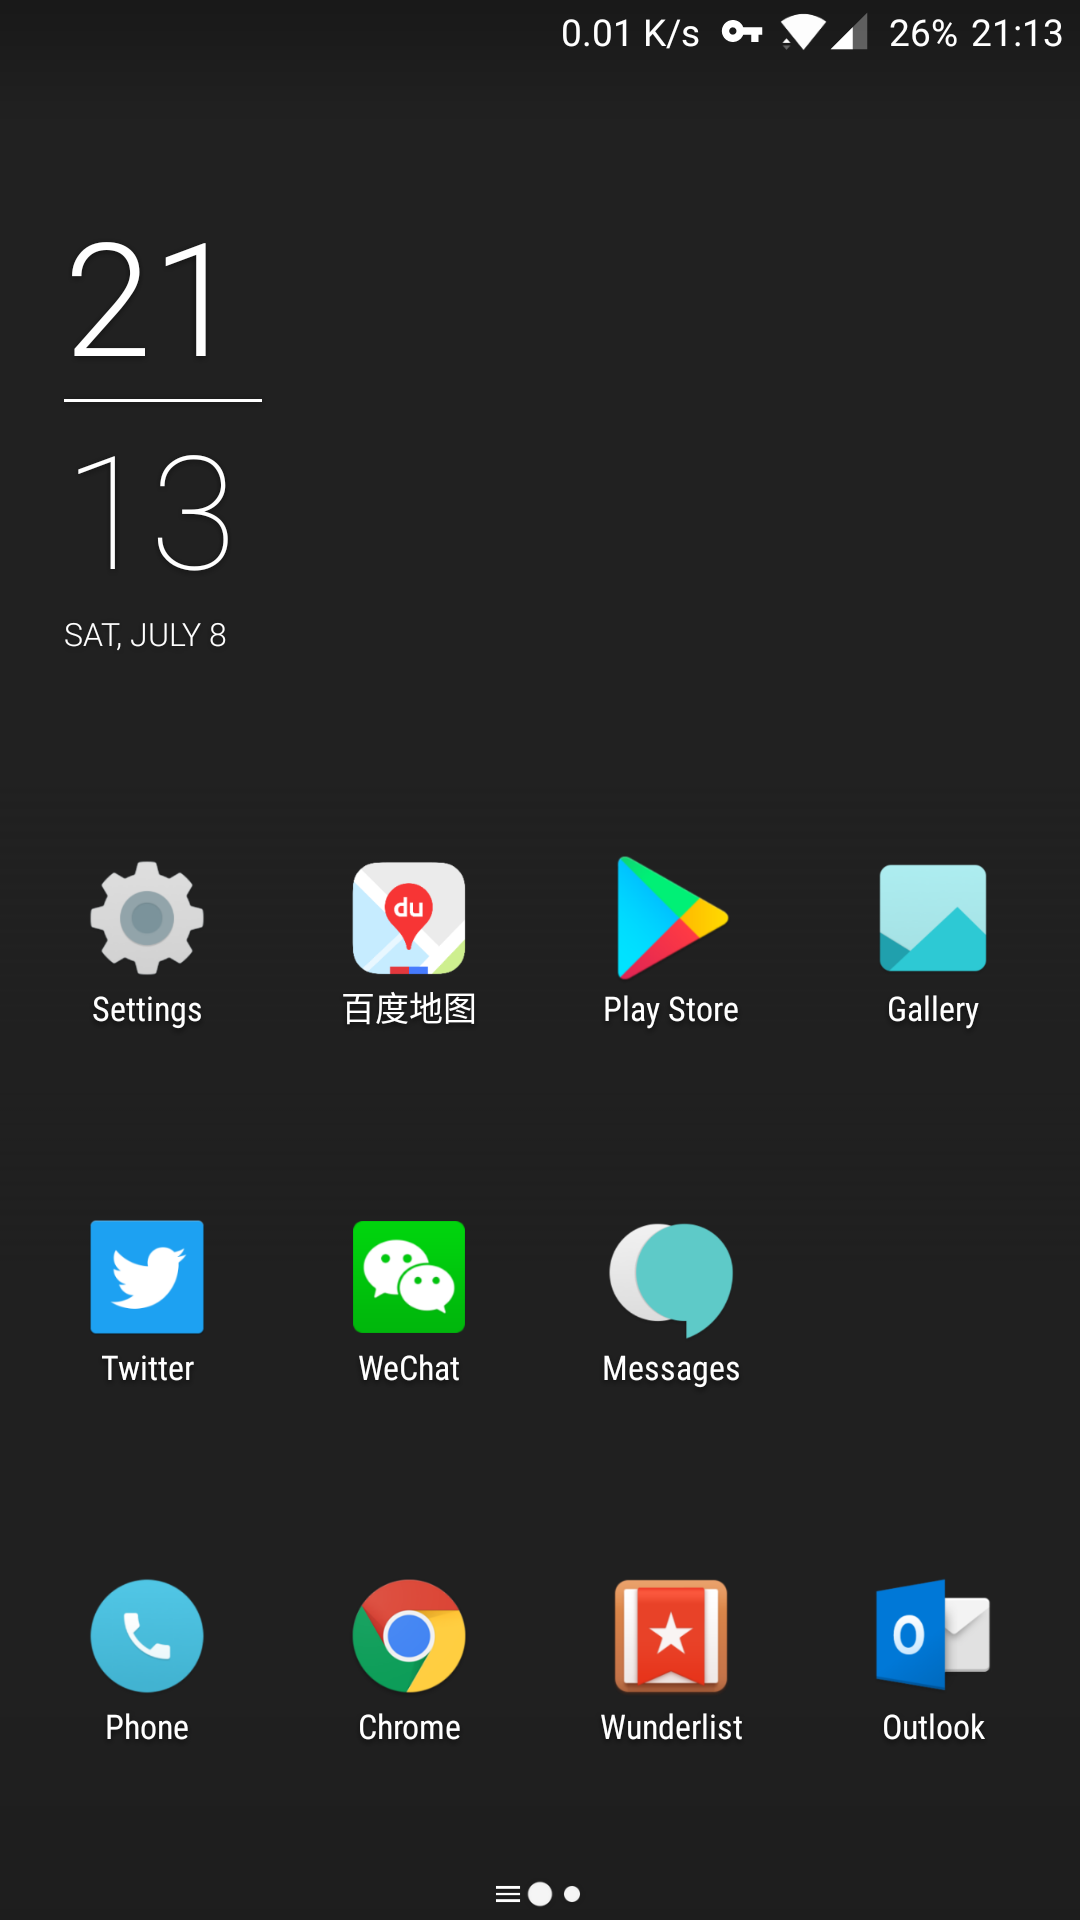 0.01 K/s 26% 21:13
21
13
SAT, JULY 8
du
Settings 百度地图 Play Store Gallery
Twitter WeChat Messages
Phone Chrome Wunderlist Outlook